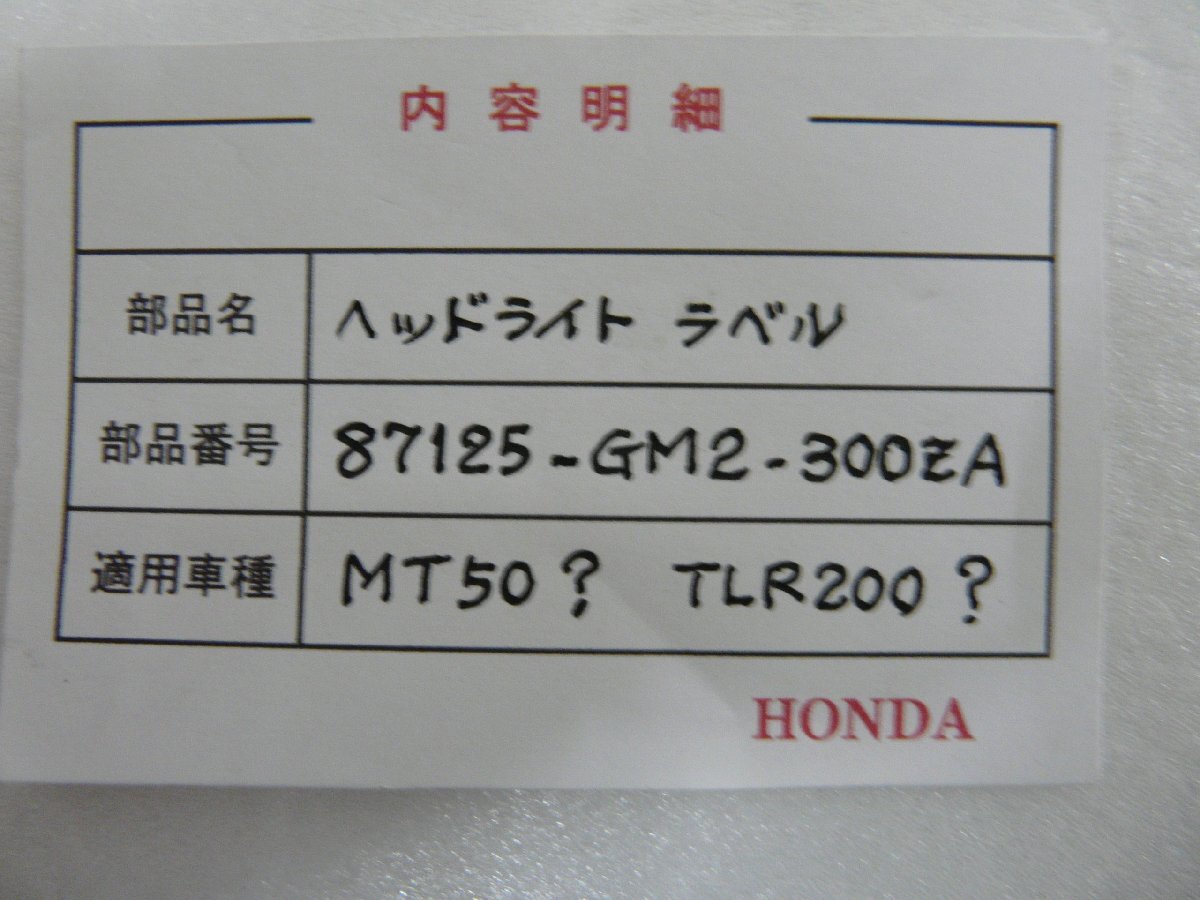 内容明細
部品名 ヘッドライト ラベル
部品番号 87125-GM2-300ZA
適用車種 MT50? TLR200?
HONDA